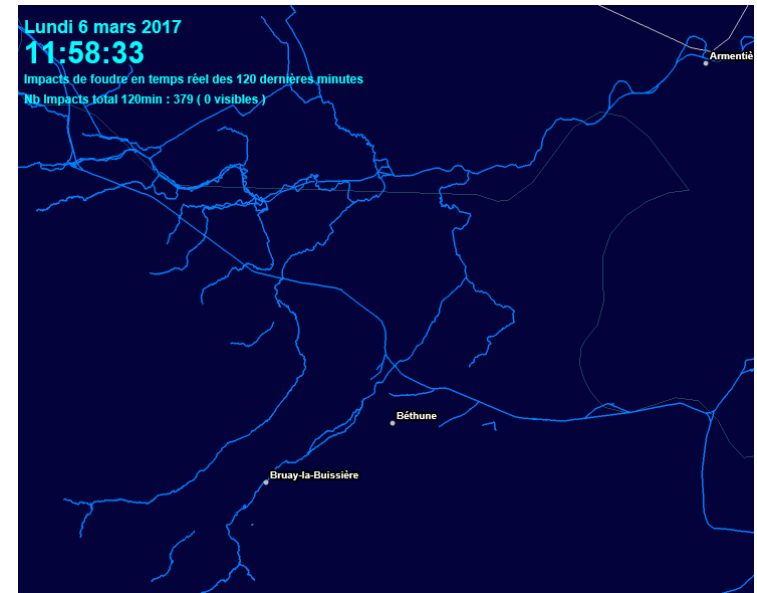 Lundi 6 mars 2017
11:58:33
Impacts de foudre en temps réel des 120 dernières minutes
Nb Impacts total 120min : 379 ( 0 visibles )
Armentiè
Béthune
Bruay-la-Buissière